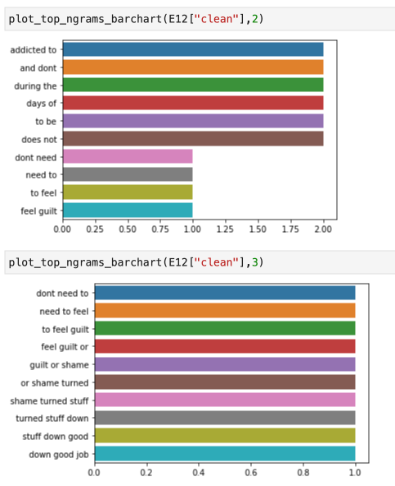 plot_top_ngrams_barchart(E12["clean"],2)
addicted to
and dont
during the
days of
to be
does not
dont need
need to
to feel
feel guilt
0.00 0.25 0.50 0.75 1.00 1.25 1.50 1.75 2.00
plot_top_ngrams_barchart(E12["clean"],3)
dont need to
need to feel
to feel guilt
feel guilt or
guilt or shame
or shame turned
shame turned stuff
turned stuff down
stuff down good
down good job
0.0 0.2 0.4 0.6 0.8 1.0